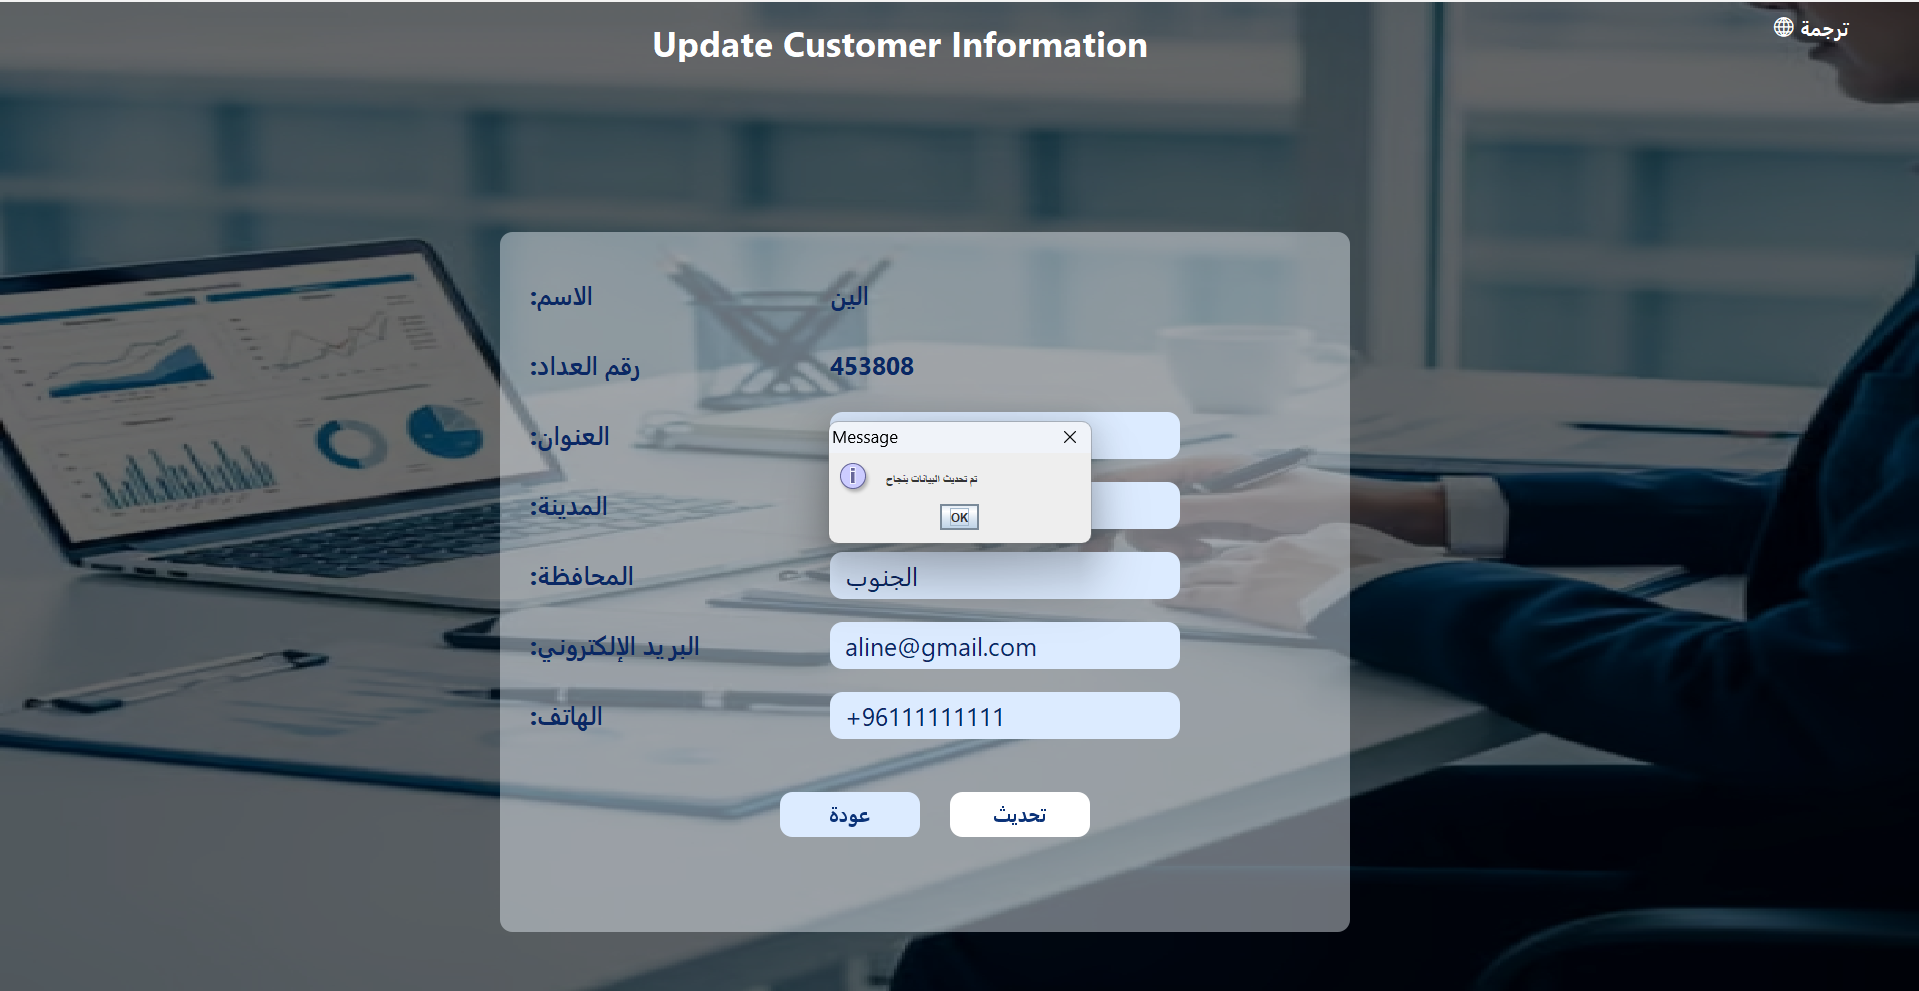 Update Customer Information
ترجمة
الاسم: الين
رقم العداد: 453808
العنوان:
المدينة:
Message
تم تحديث البيانات بنجاح
OK
المحافظة: الجنوب
البريد الإلكتروني: aline@gmail.com
الهاتف: +96111111111
عودة تحديث